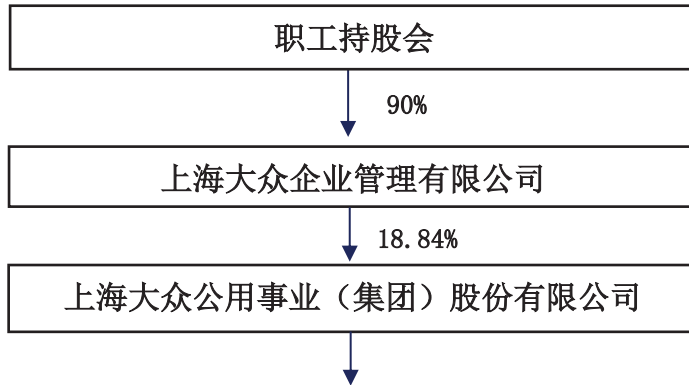 职工持股会
90%
上海大众企业管理有限公司
18.84%
上海大众公用事业（集团）股份有限公司